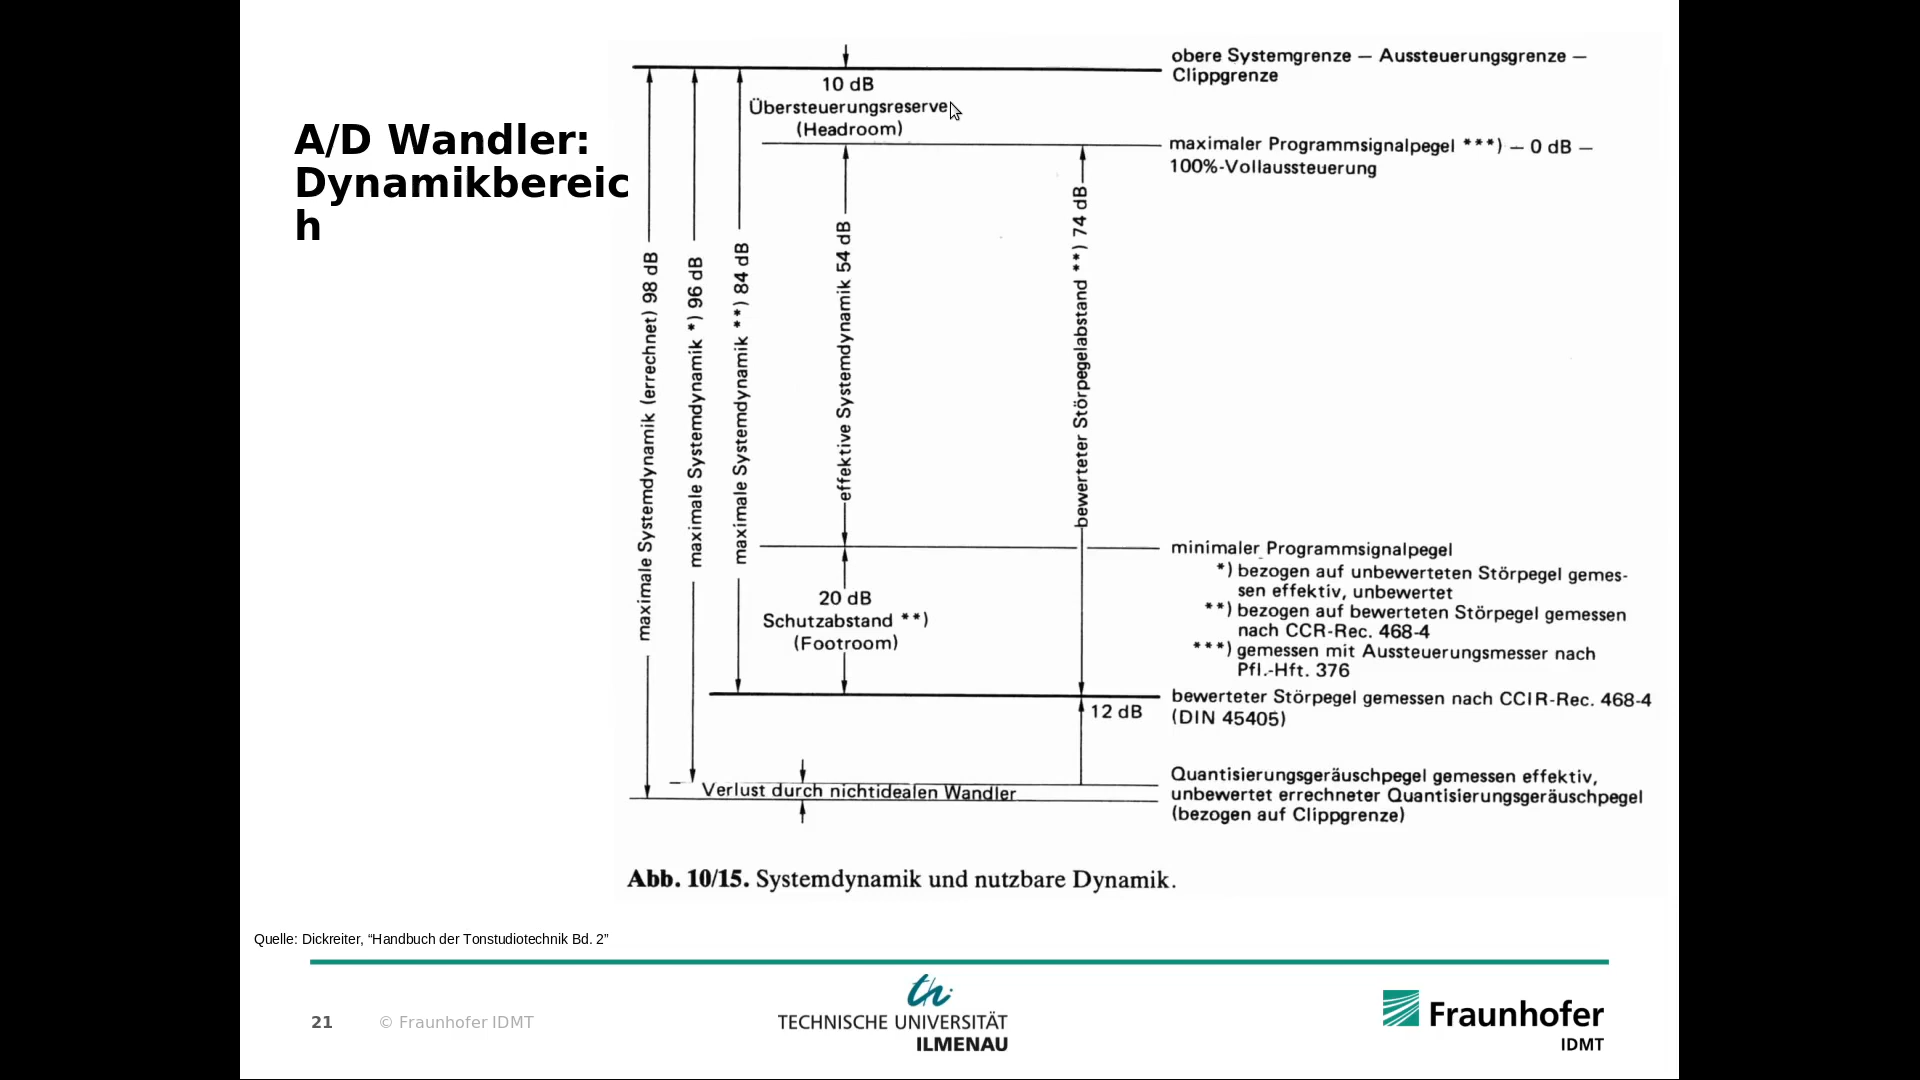 A/D Wandler:
Dynamikbereic
h
obere Systemgrenze — Aussteuerungsgrenze —
Clippgrenze
10 dB
Übersteuerungsreserve
(Headroom)
maximaler Programmsignalpegel ***) — 0 dB —
100%-Vollaussteuerung
maximale Systemdynamik (errechnet) 98 dB
maximale Systemdynamik *) 96 dB
maximale Systemdynamik **) 84 dB
effektive Systemdynamik 54 dB
bewerteter Störpegelabstand **) 74 dB
minimaler Programmsignalpegel
*) bezogen auf unbewerteten Störpegel gemes-
sen effektiv, unbewertet
**) bezogen auf bewerteten Störpegel gemessen
nach CCR-Rec. 468-4
***) gemessen mit Aussteuerungsmesser nach
Pfl.-Hft. 376
20 dB
Schutzabstand **)
(Footroom)
bewerteter Störpegel gemessen nach CCIR-Rec. 468-4
(DIN 45405)
12 dB
Quantisierungsgeräuschpegel gemessen effektiv,
unbewertet errechneter Quantisierungsgeräuschpegel
(bezogen auf Clippgrenze)
Verlust durch nichtidealen Wandler
Abb. 10/15. Systemdynamik und nutzbare Dynamik.
Quelle: Dickreiter, “Handbuch der Tonstudiotechnik Bd. 2”
21
© Fraunhofer IDMT
th
TECHNISCHE UNIVERSITÄT
ILMENAU
Fraunhofer
IDMT